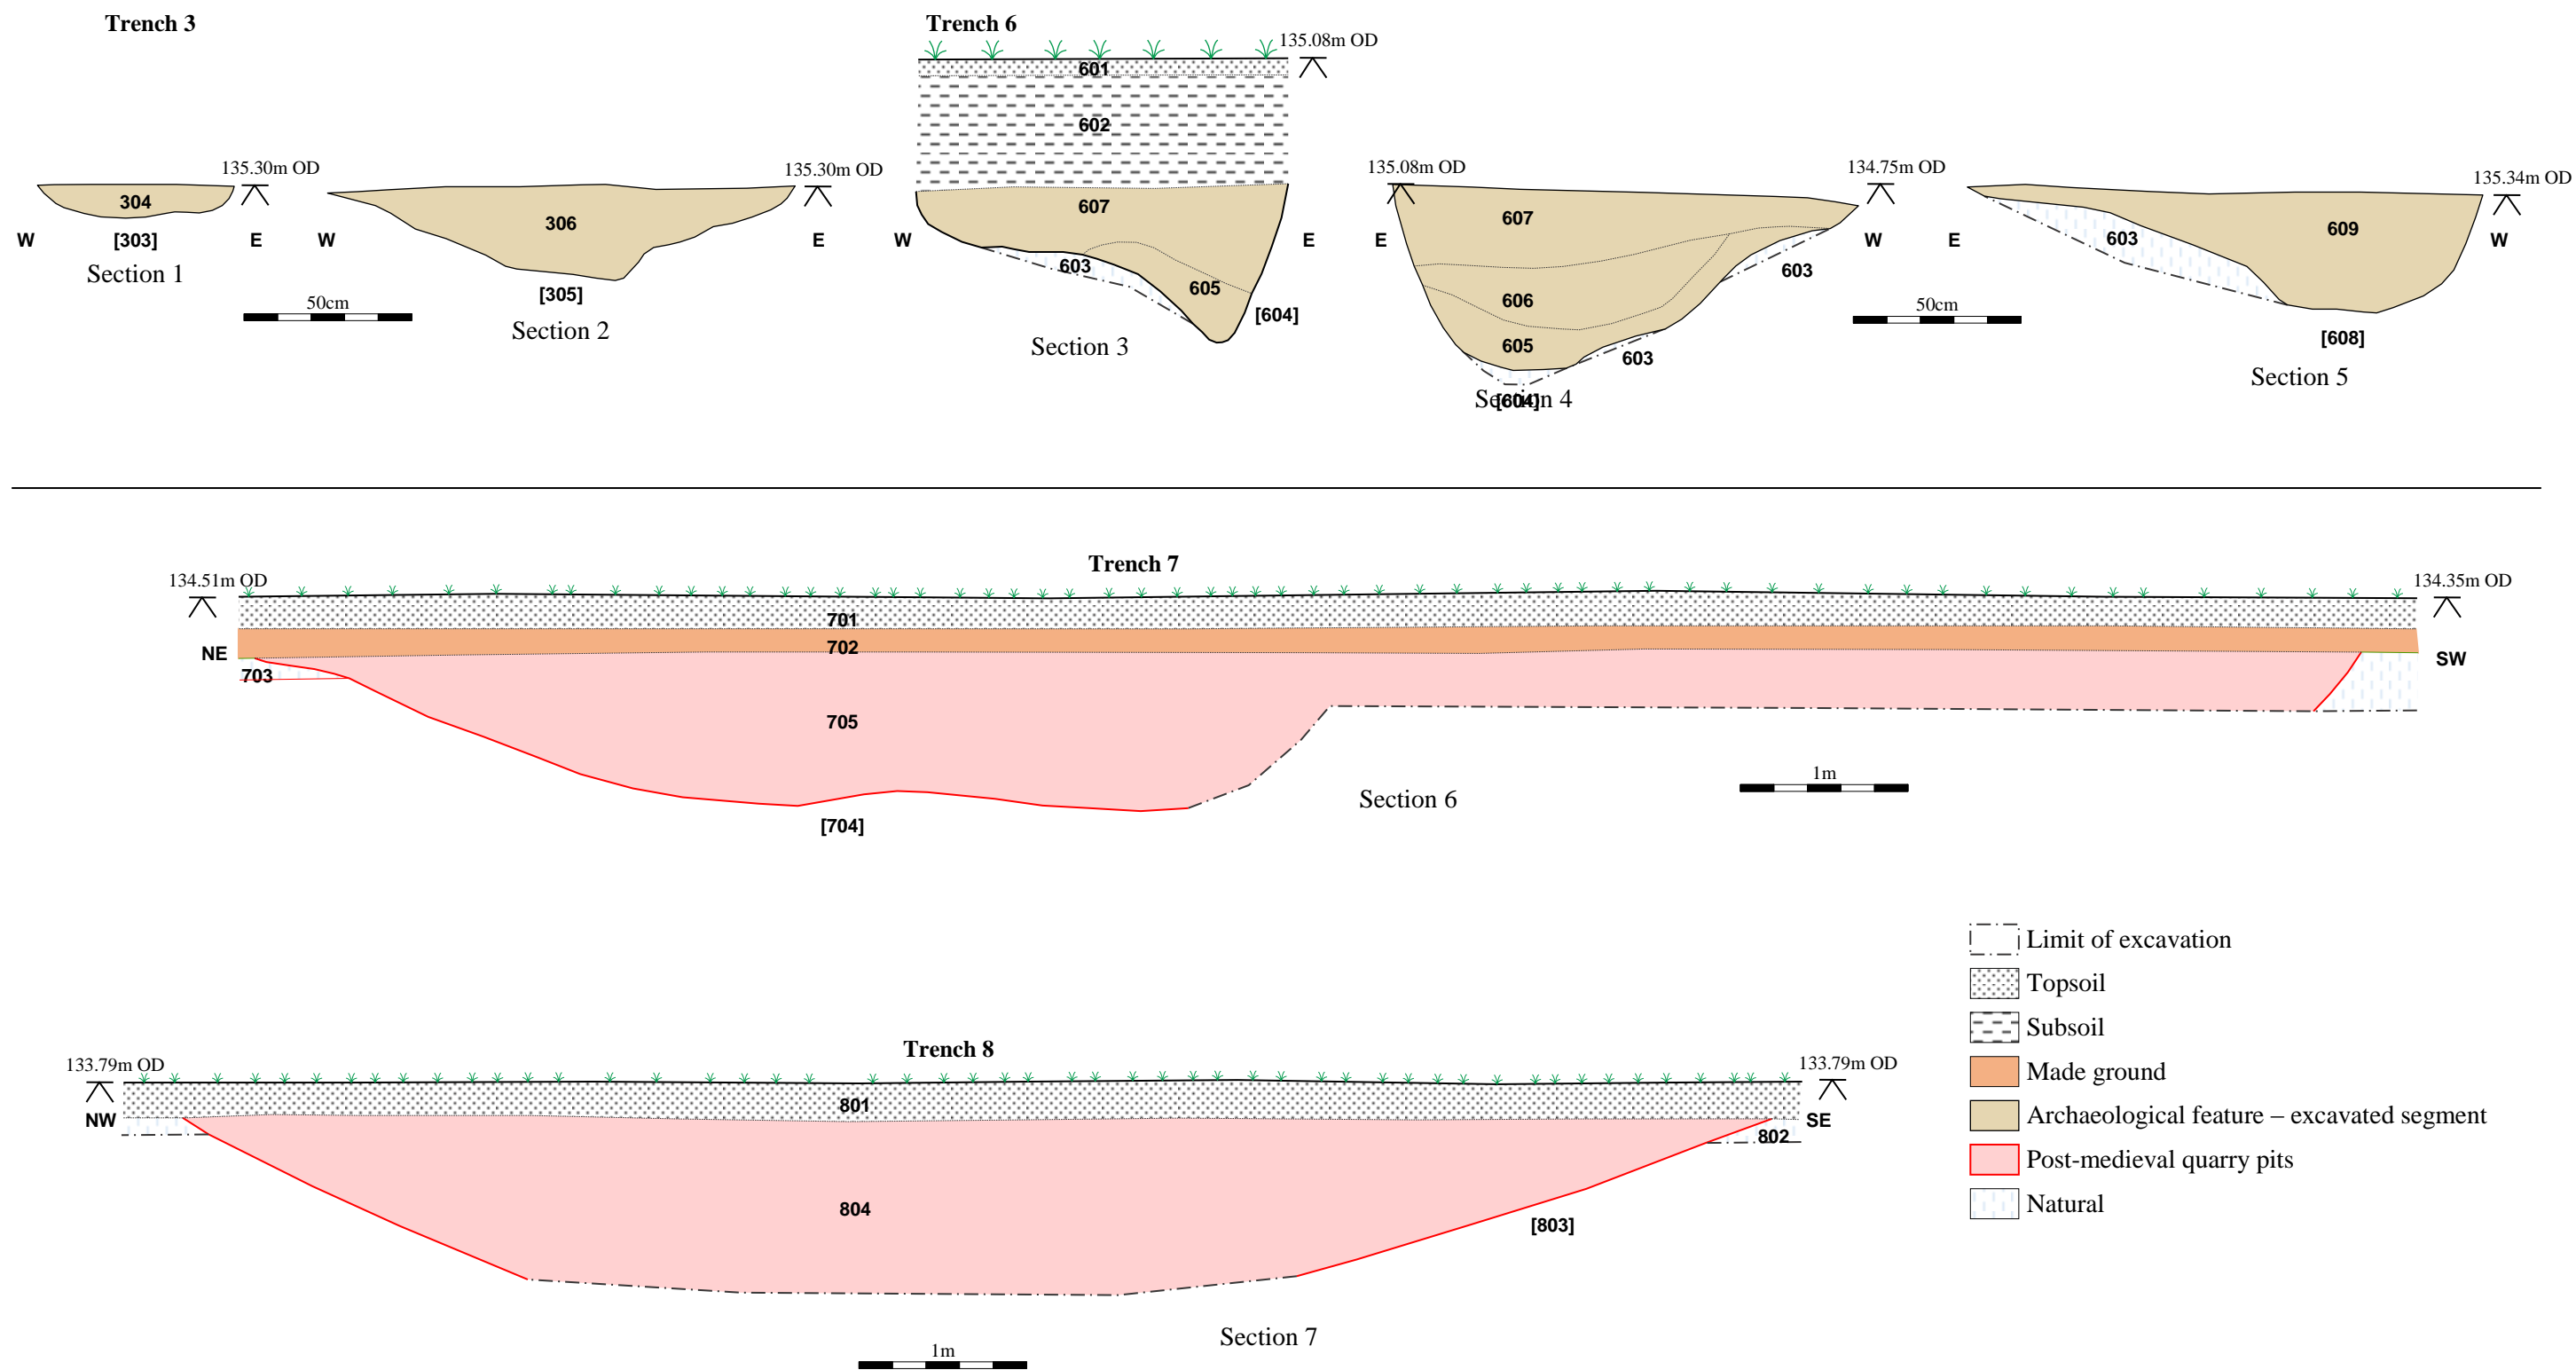 Trench 3
135.30m OD
304
W
[303]
E
Section 1
50cm
135.30m OD
306
W
E
[305]
Section 2
Trench 6
135.08m OD
601
602
607
W
E
603
605
[604]
Section 3
135.08m OD
134.75m OD
607
E
W
603
606
605
603
[604]
Section 4
50cm
135.34m OD
E
603
609
W
[608]
Section 5
Trench 7
134.51m OD
134.35m OD
701
702
NE
SW
703
705
[704]
Section 6
1m
Trench 8
133.79m OD
133.79m OD
801
NW
SE
802
804
[803]
Section 7
1m
Limit of excavation
Topsoil
Subsoil
Made ground
Archaeological feature – excavated segment
Post-medieval quarry pits
Natural